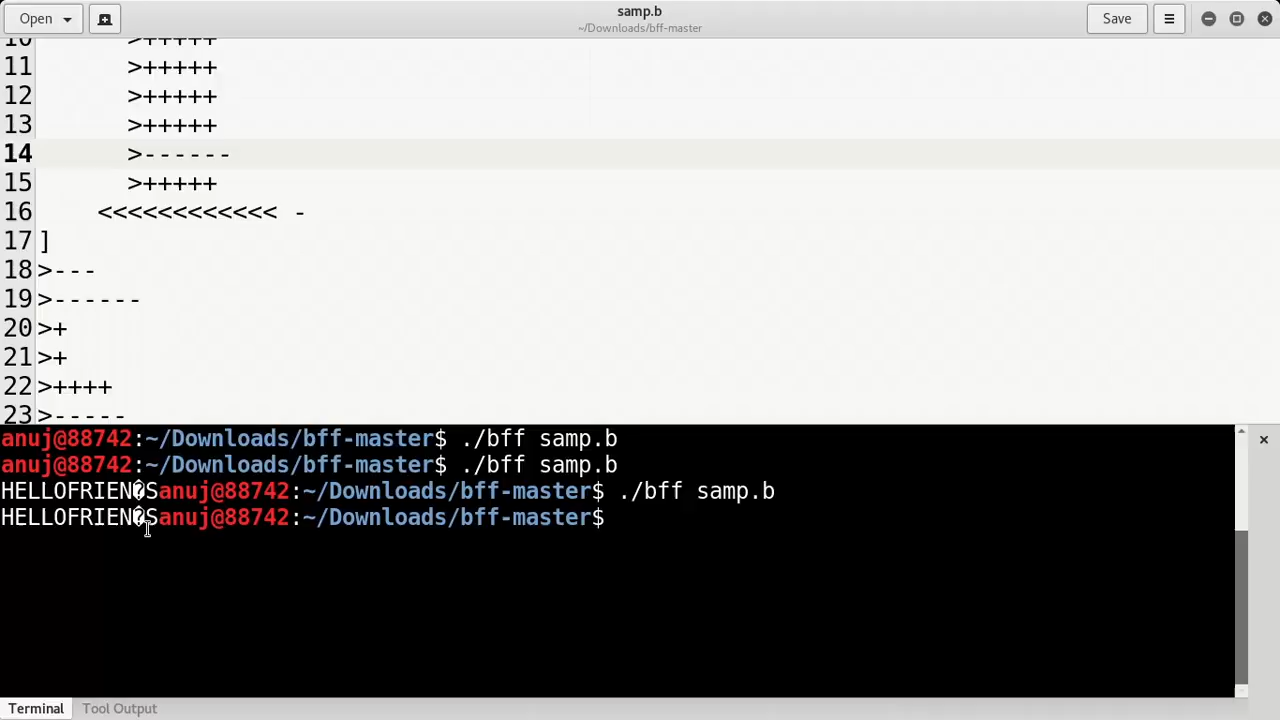 Open
samp.b
~/Downloads/bff-master
Save
10 >+++++
11 >+++++
12 >+++++
13 >+++++
14 >------
15 >+++++
16 <<<<<<<<<<<< -
17 ]
18 >---
19 >------
20 >+
21 >+
22 >++++
23 >-----
anuj@88742:~/Downloads/bff-master$ ./bff samp.b
anuj@88742:~/Downloads/bff-master$ ./bff samp.b
HELLOFRIEN�Sanuj@88742:~/Downloads/bff-master$ ./bff samp.b
HELLOFRIEN�Sanuj@88742:~/Downloads/bff-master$
Terminal
Tool Output